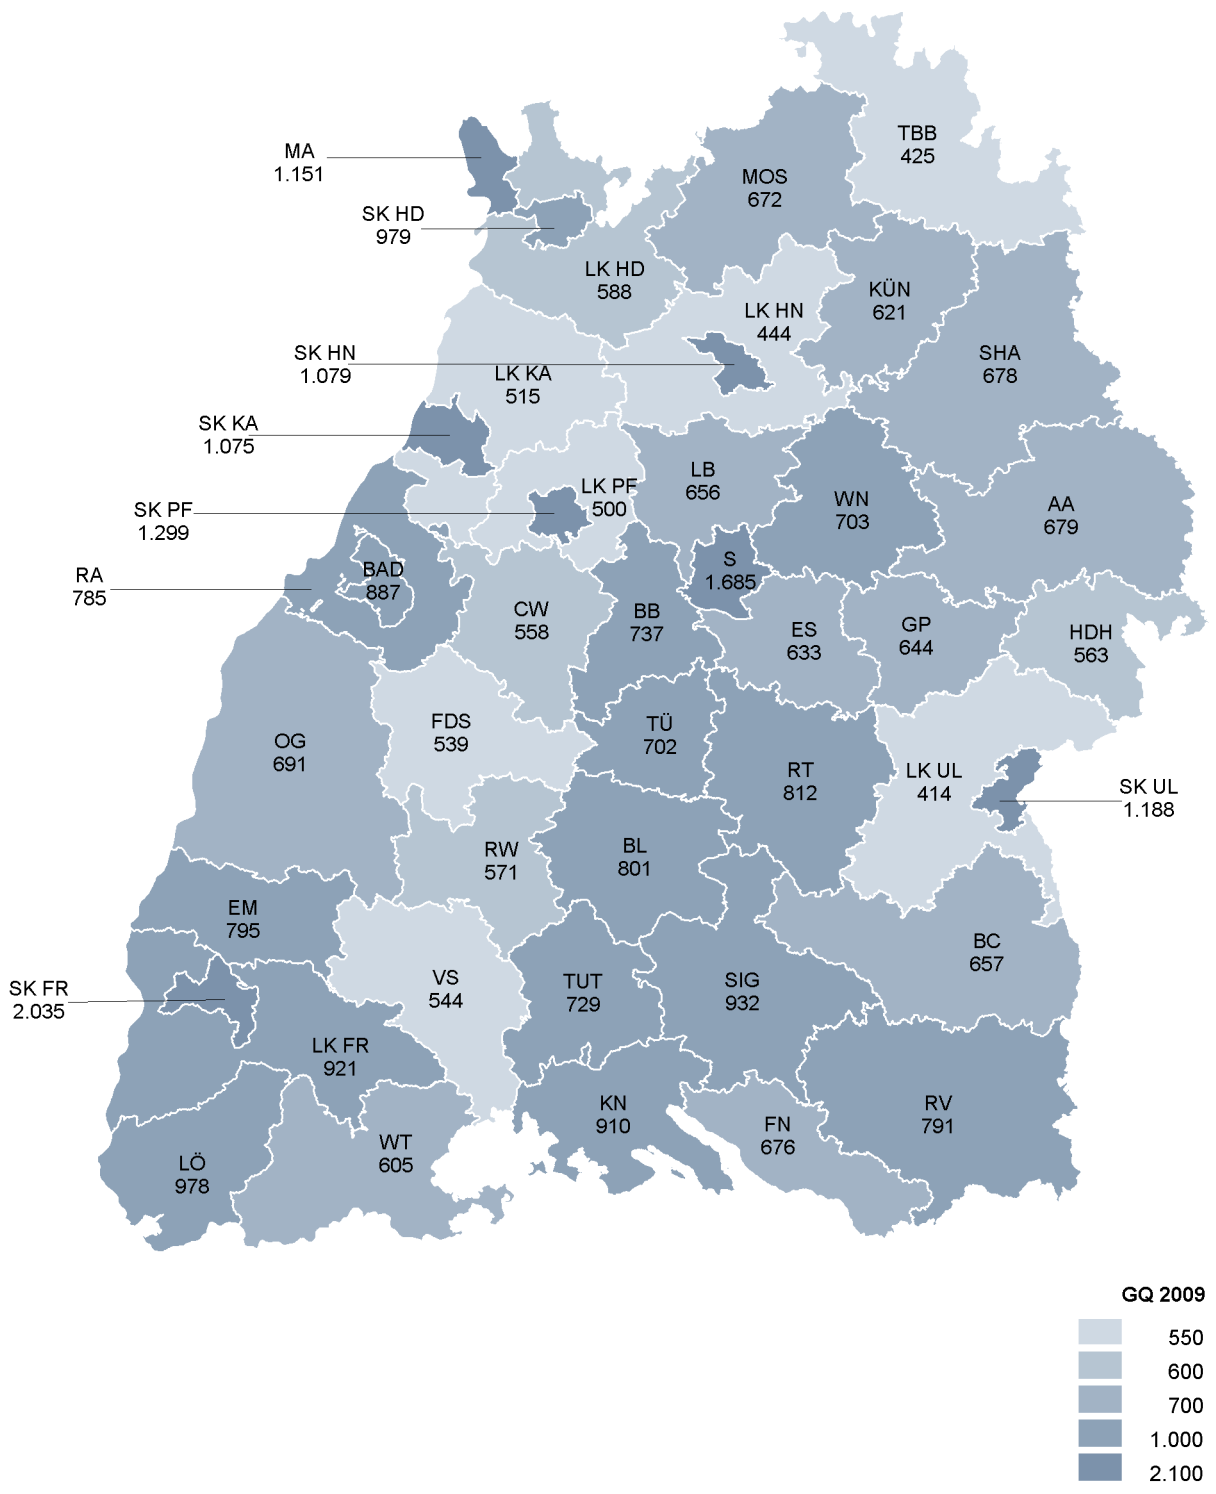 TBB
425
MA
1.151
MOS
672
SK HD
979
LK HD
588
KÜN
621
LK HN
444
SK HN
1.079
SHA
678
LK KA
515
SK KA
1.075
LB
656
LK PF
500
WN
703
AA
679
SK PF
1.299
S
1.685
BAD
887
RA
785
CW
558
BB
737
ES
633
GP
644
HDH
563
FDS
539
TÜ
702
OG
691
RT
812
LK UL
414
SK UL
1.188
RW
571
BL
801
EM
795
BC
657
VS
544
TUT
729
SIG
932
SK FR
2.035
LK FR
921
KN
910
FN
676
RV
791
WT
605
LÖ
978
GQ 2009
550
600
700
1.000
2.100